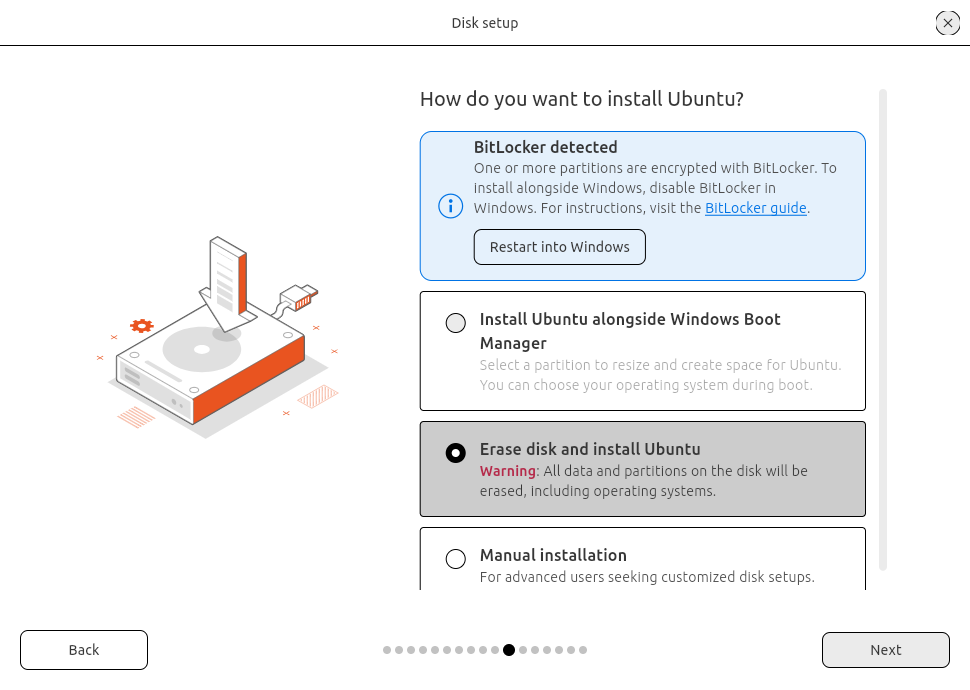 Disk setup
How do you want to install Ubuntu?
BitLocker detected
One or more partitions are encrypted with BitLocker. To
install alongside Windows, disable BitLocker in
Windows. For instructions, visit the BitLocker guide.
Restart into Windows
Install Ubuntu alongside Windows Boot
Manager
Select a partition to resize and create space for Ubuntu.
You can choose your operating system during boot.
Erase disk and install Ubuntu
Warning: All data and partitions on the disk will be
erased, including operating systems.
Manual installation
For advanced users seeking customized disk setups.
Back
Next